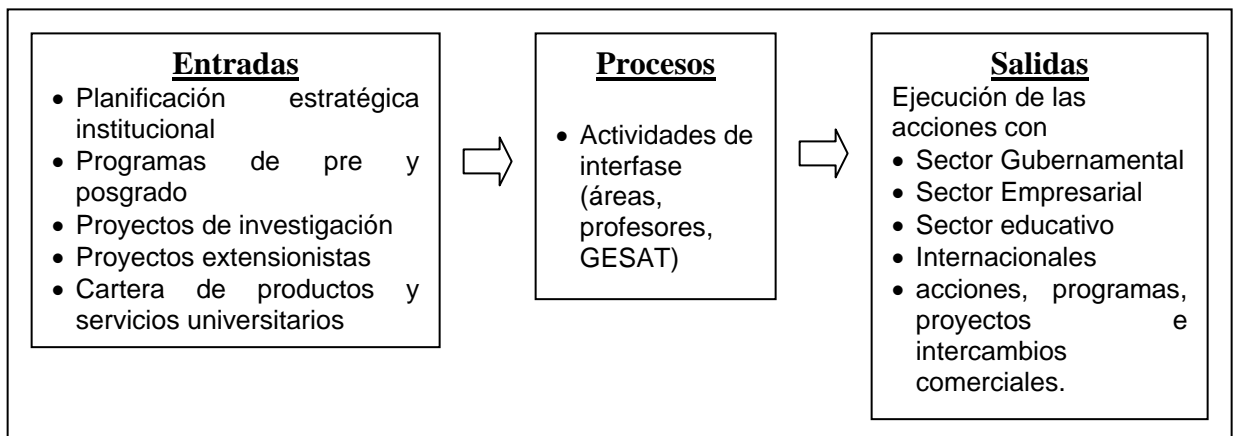 Entradas
• Planificación estratégica
institucional
• Programas de pre y
posgrado
• Proyectos de investigación
• Proyectos extensionistas
• Cartera de productos y
servicios universitarios
Procesos
• Actividades de
interfase
(áreas,
profesores,
GESAT)
Salidas
Ejecución de las
acciones con
• Sector Gubernamental
• Sector Empresarial
• Sector educativo
• Internacionales
• acciones, programas,
proyectos e
intercambios
comerciales.